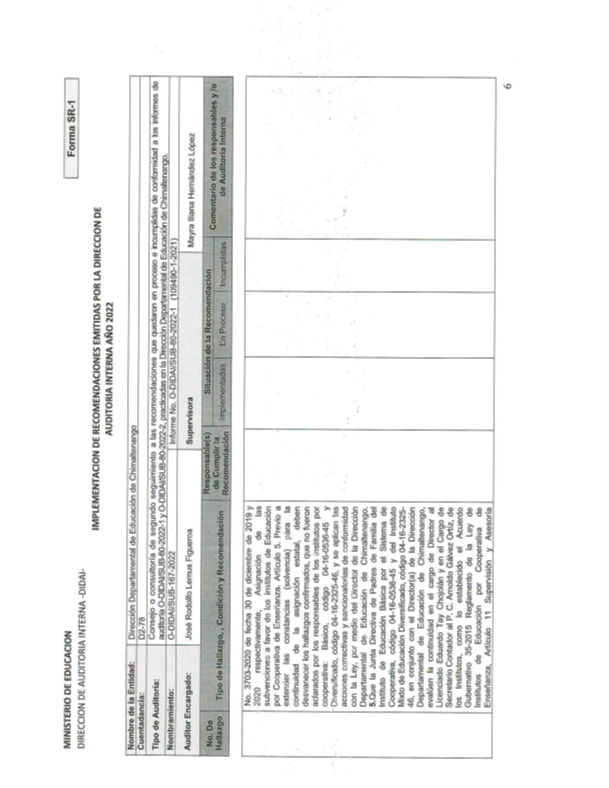 MINISTERIO DE EDUCACION
DIRECCION DE AUDITORIA INTERNA -DIDAI-
Forma SR-1
IMPLEMENTACION DE RECOMENDACIONES EMITIDAS POR LA DIRECCION DE
AUDITORIA INTERNA AÑO 2022
Nombre de la Entidad: Dirección Departamental de Educación de Chimaltenango
Cuentadancia: D2-78
Tipo de Auditoría: Consejo o consultoría de segundo seguimiento a las recomendaciones que quedaron en proceso e incumplidas de conformidad a los informes de
auditoría O-DIDAI/SUB-80-2022-1 y O-DIDAI/SUB-80-2022-2, practicadas en la Dirección Departamental de Educación de Chimaltenango.
Nombramiento: O-DIDAI/SUB-167-2022 Informe No. O-DIDAI/SUB-80-2022-1 (109490-1-2021)
Auditor Encargado: José Rodolfo Lemus Figueroa Supervisora Mayra Iliana Hernández López
No. De Hallazgo
Tipo de Hallazgo, Condición y Recomendación
Responsable(s) de Cumplir la Recomendación
Situación de la Recomendación
Implementadas En Proceso Incumplidas
Comentario de los responsables y /o de Auditoría Interna
No. 3703-2020 de fecha 30 de diciembre de 2019 y
2020 respectivamente, Asignación de las
subvenciones a favor de los Institutos de Educación
por Cooperativa de Enseñanza. Artículo 5. Previo a
extender las constancias (solvencia) para la
continuidad de la asignación estatal, deben
desvanecer los hallazgos confirmados, que no fueron
aclarados por los responsables de los institutos por
cooperativa: Básico, código 04-16-0536-45 y
Diversificado, código 04-16-2325-46, y se aplican las
acciones correctivas y sancionatorias de conformidad
con la Ley, por medio del Director de la Dirección
Departamental de Educación de Chimaltenango.
5.Que la Junta Directiva de Padres de Familia del
Instituto de Educación Básica por el Sistema de
Cooperativa, código 04-16-0536-45 y del Instituto
Mixto de Educación Diversificado, código 04-16-2325-
46, en conjunto con el Director(a) de la Dirección
Departamental de Educación de Chimaltenango,
evalúen la continuidad en el cargo de Director al
Licenciado Eduardo Tay Chojolán y en el Cargo de
Secretario Contador al P. C. Arnoldo Gálvez Ortíz, de
los Institutos, como lo establecido el Acuerdo
Gubernativo 35-2015 Reglamento de la Ley de
Institutos de Educación por Cooperativa de
Enseñanza, Artículo 11. Supervisión y Asesoría
6